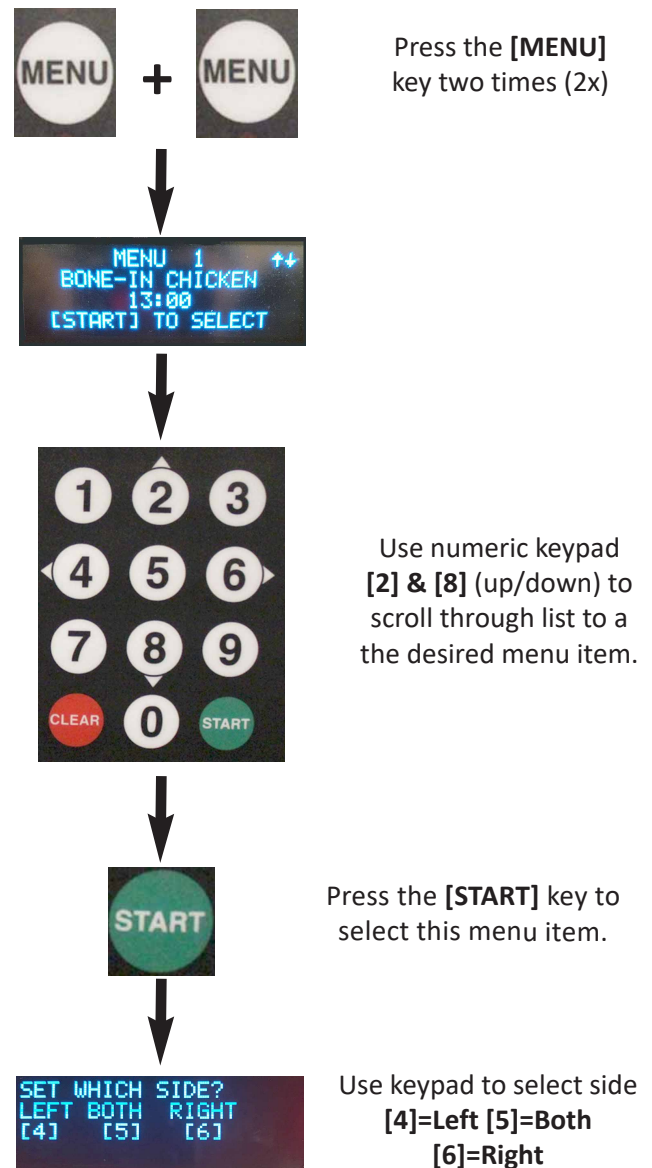 MENU + MENU
Press the [MENU]
key two times (2x)
MENU 1 ↑↓
BONE-IN CHICKEN
13:00
[START] TO SELECT
1 2 3
4 5 6
7 8 9
CLEAR 0 START
Use numeric keypad
[2] & [8] (up/down) to
scroll through list to a
the desired menu item.
START
Press the [START] key to
select this menu item.
SET WHICH SIDE?
LEFT BOTH RIGHT
[4] [5] [6]
Use keypad to select side
[4]=Left [5]=Both
[6]=Right